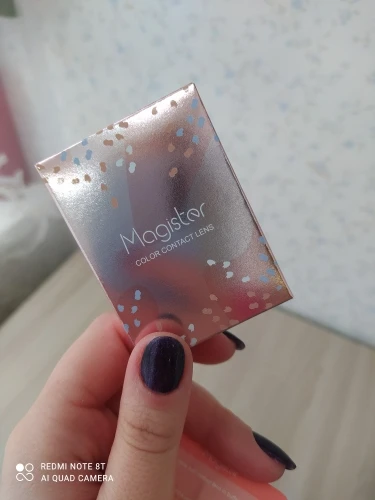 Magister
COLOR CONTACT LENS
REDMI NOTE 8T
AI QUAD CAMERA